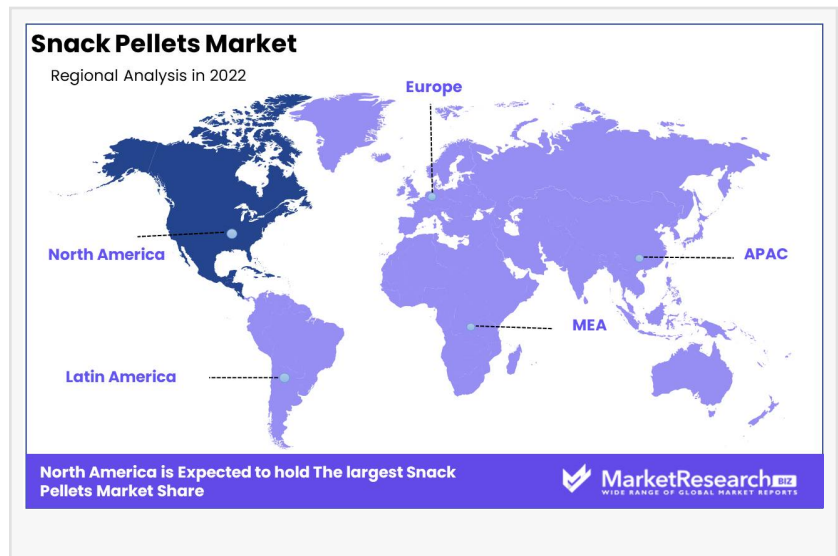 Snack Pellets Market
Regional Analysis in 2022
Europe
North America
APAC
MEA
Latin America
North America is Expected to hold The largest Snack
Pellets Market Share
MarketResearch BIZ
WIDE RANGE OF GLOBAL MARKET REPORTS